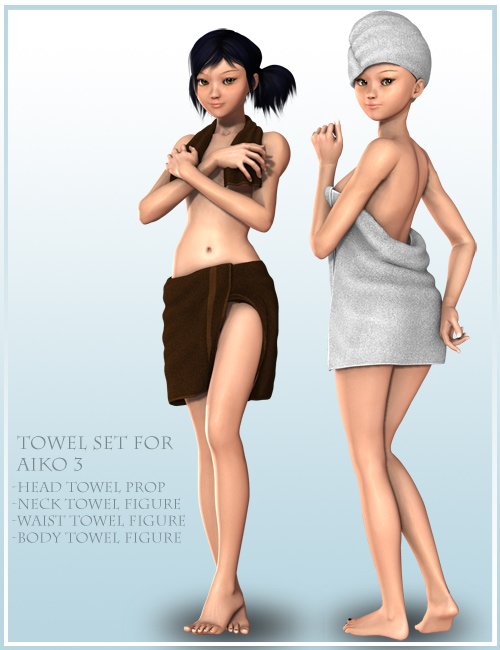 TOWEL SET FOR
AIKO 3
-HEAD TOWEL PROP
-NECK TOWEL FIGURE
-WAIST TOWEL FIGURE
-BODY TOWEL FIGURE